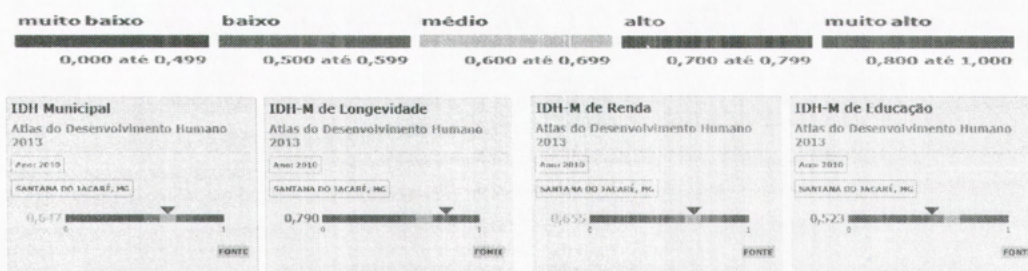 muito baixo
baixo
médio
alto
muito alto
0,000 até 0,499
0,500 até 0,599
0,600 até 0,699
0,700 até 0,799
0,800 até 1,000
IDH Municipal
Atlas do Desenvolvimento Humano
2013
Ano: 2010
SANTANA DO JACARÉ, MG
0,647
0 1
FONTE
IDH-M de Longevidade
Atlas do Desenvolvimento Humano
2013
Ano: 2010
SANTANA DO JACARÉ, MG
0,790
0 1
FONTE
IDH-M de Renda
Atlas do Desenvolvimento Humano
2013
Ano: 2010
SANTANA DO JACARÉ, MG
0,655
0 1
FONTE
IDH-M de Educação
Atlas do Desenvolvimento Humano
2013
Ano: 2010
SANTANA DO JACARÉ, MG
0,523
0 1
FONT